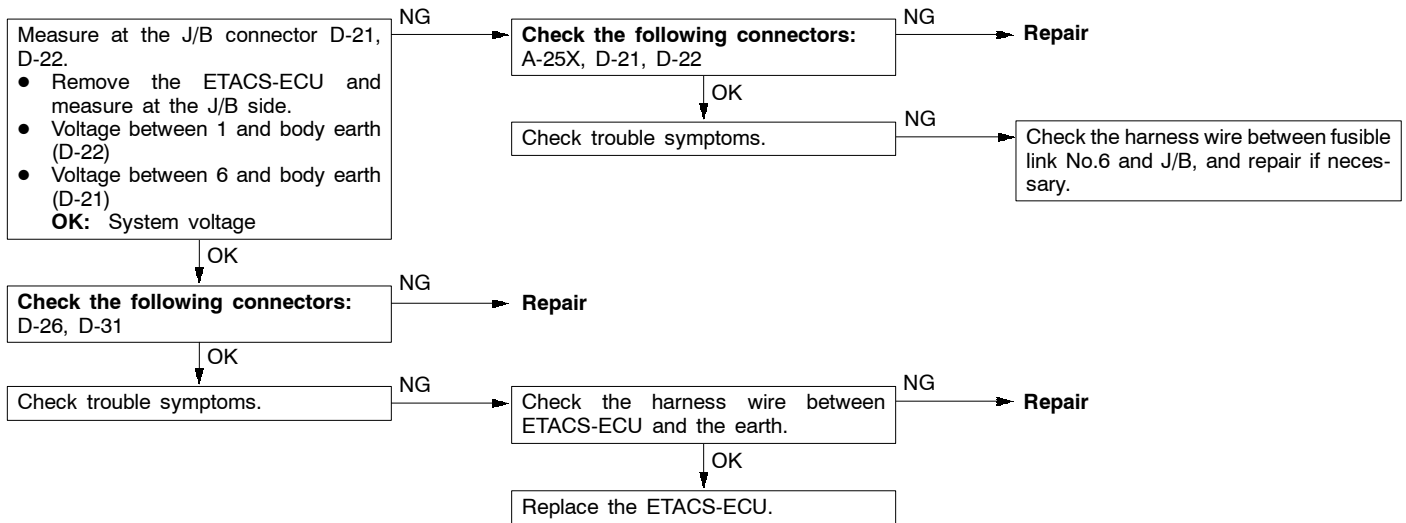 Measure at the J/B connector D-21,
D-22.
● Remove the ETACS-ECU and
measure at the J/B side.
● Voltage between 1 and body earth
(D-22)
● Voltage between 6 and body earth
(D-21)
OK: System voltage
NG
Check the following connectors:
A-25X, D-21, D-22
NG
Repair
OK
Check trouble symptoms.
NG
Check the harness wire between fusible
link No.6 and J/B, and repair if neces-
sary.
OK
Check the following connectors:
D-26, D-31
NG
Repair
OK
Check trouble symptoms.
NG
Check the harness wire between
ETACS-ECU and the earth.
NG
Repair
OK
Replace the ETACS-ECU.